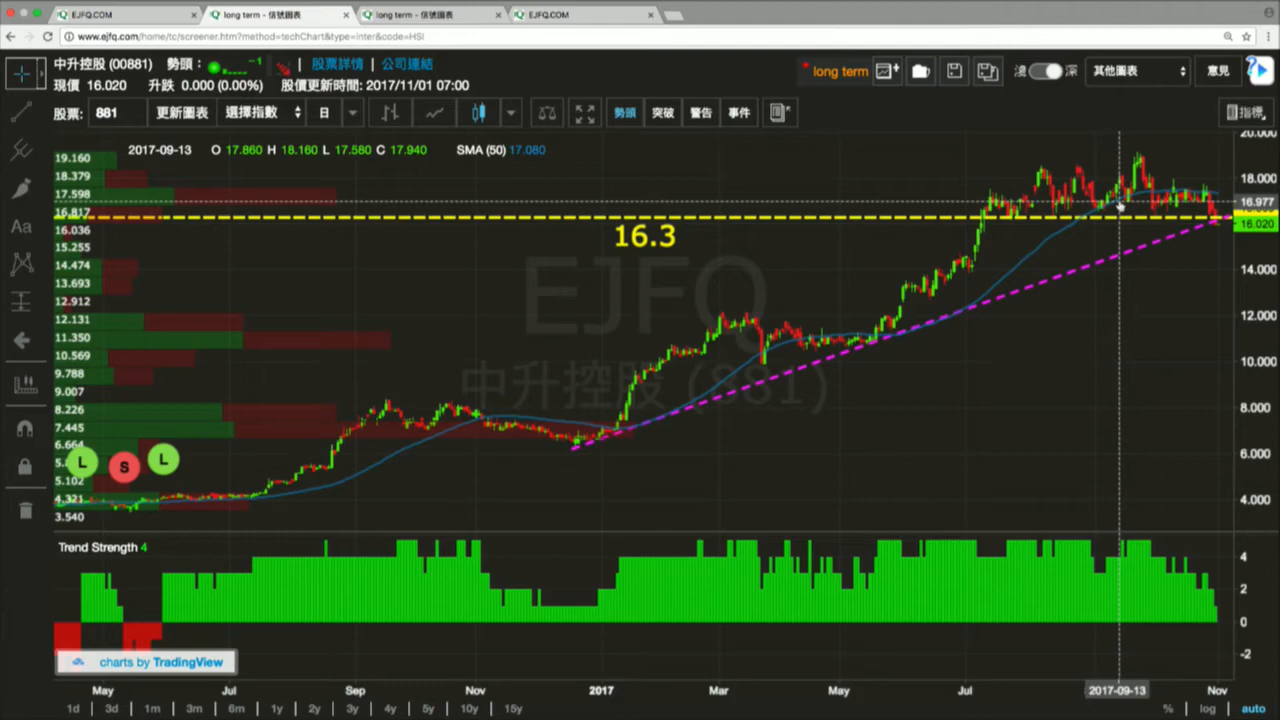 EJFQ.COM
long term - 信號圖表
long term - 信號圖表
EJFQ.COM
www.ejfq.com/home/tc/screener.htm?method=techChart&type=inter&code=HSI
中升控股 (00881) 勢頭： -1 | 股票詳情 | 公司連結
* long term
淺 深
其他圖表
意見
現價 16.020 升跌 0.000 (0.00%) 股價更新時間: 2017/11/01 07:00
股票: 881 更新圖表 選擇指數 日 勢頭 突破 警告 事件 指標
2017-09-13 O 17.860 H 18.160 L 17.580 C 17.940 SMA (50) 17.080
19.160
18.379
17.598
16.817
16.036
15.255
14.474
13.693
12.912
12.131
11.350
10.569
9.788
9.007
8.226
7.445
6.664
5.102
4.321
3.540
L S L
16.3
EJFQ
中升控股 (881)
20.000
18.000
16.977
16.020
14.000
12.000
10.000
8.000
6.000
4.000
Trend Strength 4
4
2
0
-2
charts by TradingView
May Jul Sep Nov 2017 Mar May Jul 2017-09-13 Nov
1d | 3d | 1m | 3m | 6m | 1y | 2y | 3y | 4y | 5y | 10y | 15y
% | log | auto
Aa